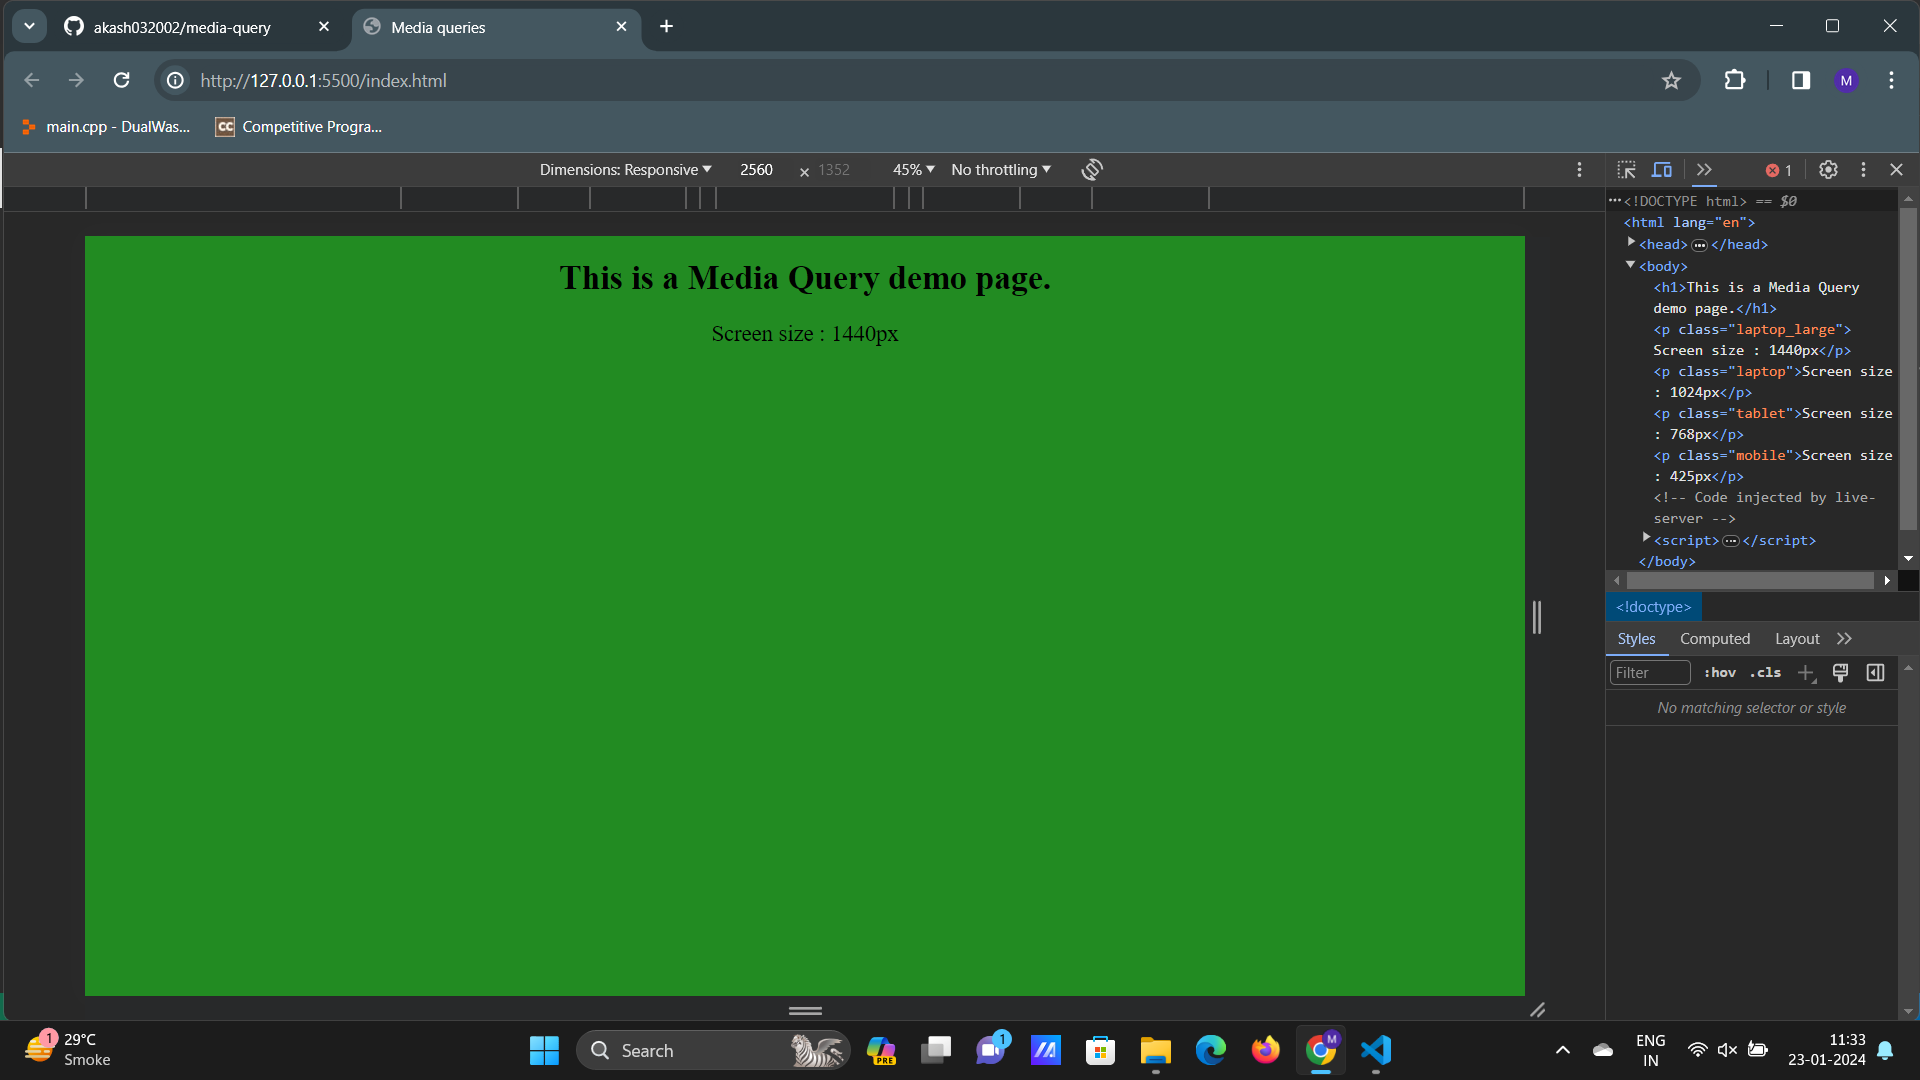 akash032002/media-query
Media queries
http://127.0.0.1:5500/index.html
M
main.cpp - DualWas...
CC Competitive Progra...
Dimensions: Responsive 2560 × 1352 45% No throttling
1
This is a Media Query demo page.
Screen size : 1440px
<!DOCTYPE html> == $0
<html lang="en">
<head> ... </head>
<body>
<h1>This is a Media Query
demo page.</h1>
<p class="laptop_large">
Screen size : 1440px</p>
<p class="laptop">Screen size
: 1024px</p>
<p class="tablet">Screen size
: 768px</p>
<p class="mobile">Screen size
: 425px</p>
<!-- Code injected by live-
server -->
<script> ... </script>
</body>
<!doctype>
Styles Computed Layout
Filter :hov .cls
No matching selector or style
1
29°C
Smoke
Search
PRE
1
M
ENG
IN
11:33
23-01-2024